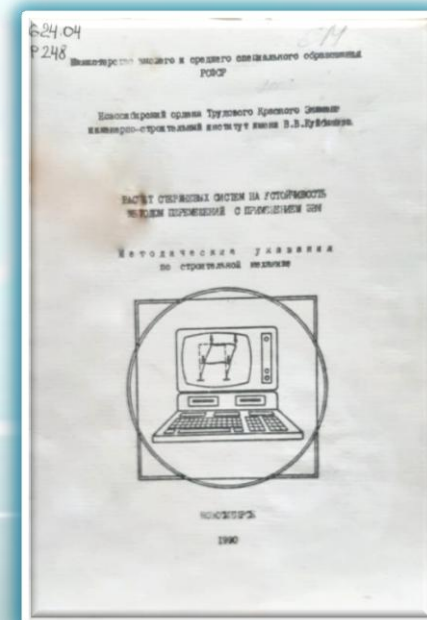 624.04
Р 248
Министерство высшего и среднего специального образования
РСФСР
Новосибирский ордена Трудового Красного Знамени
инженерно-строительный институт имени В.В.Куйбышева
РАСЧЕТ СТЕРЖНЕВЫХ СИСТЕМ НА УСТОЙЧИВОСТЬ
МЕТОДОМ ПЕРЕМЕЩЕНИЙ С ПРИМЕНЕНИЕМ ЭВМ
Методические указания
по строительной механике
НОВОСИБИРСК
1990